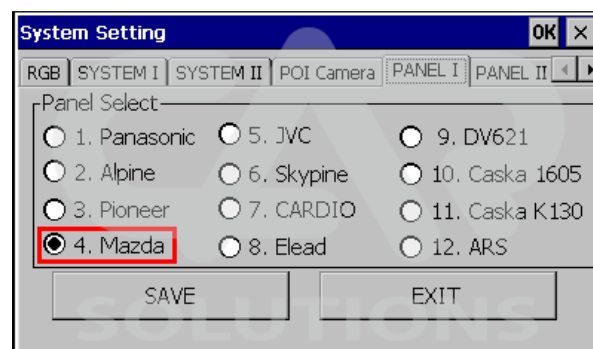 System Setting OK ×
RGB SYSTEM I SYSTEM II POI Camera PANEL I PANEL II
Panel Select
1. Panasonic 5. JVC 9. DV621
2. Alpine 6. Skypine 10. Caska 1605
3. Pioneer 7. CARDIO 11. Caska K130
4. Mazda 8. Elead 12. ARS
SAVE EXIT
CAR
SOLUTIONS